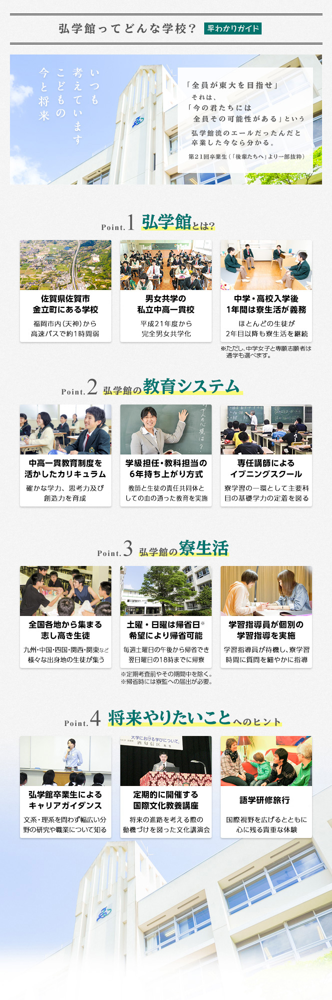 弘学館ってどんな学校? 早わかりガイド
いつも
考えています
こどもの
今と将来
「全員が東大を目指せ」
それは、
「今の君たちには
全員その可能性がある」という
弘学館流のエールだったんだと
卒業した今なら分かる。
第21回卒業生(「後輩たちへ」より一部抜粋)
Point.1 弘学館とは?
佐賀県佐賀市
金立町にある学校
福岡市内(天神)から
高速バスで約1時間弱
男女共学の
私立中高一貫校
平成21年度から
完全男女共学化
中学・高校入学後
1年間は寮生活が義務
ほとんどの生徒が
2年目以降も寮生活を継続
※ただし、中学女子と専願志願者は
通学も選べます。
Point.2 弘学館の教育システム
下人の心境は?
中高一貫教育制度を
活かしたカリキュラム
確かな学力、思考力及び
創造力を育成
学級担任・教科担当の
6年持ち上がり方式
教師と生徒の責任共同体と
しての血の通った教育を実施
専任講師による
イブニングスクール
寮学習の一環として主要科
目の基礎学力の定着を図る
Point.3 弘学館の寮生活
全国各地から集まる
志し高き生徒
九州・中国・四国・関西・関東など
様々な出身地の生徒が集う
土曜・日曜は帰省日※
希望により帰省可能
毎週土曜日の午後から帰省でき
翌日曜日の18時までに帰寮
※定期考査前やその期間中を除く。
※帰省時には寮監への届出が必要。
学習指導員が個別の
学習指導を実施
学習指導員が待機し、寮学習
時間に質問を細やかに指導
Point.4 将来やりたいことへのヒント
大学における学びについて」
先生
弘学館卒業生による
キャリアガイダンス
文系・理系を問わず幅広い分
野の研究や職業について知る
定期的に開催する
国際文化教養講座
将来の進路を考える際の
動機づけを図った文化講演会
語学研修旅行
国際視野を広げるとともに
心に残る貴重な体験